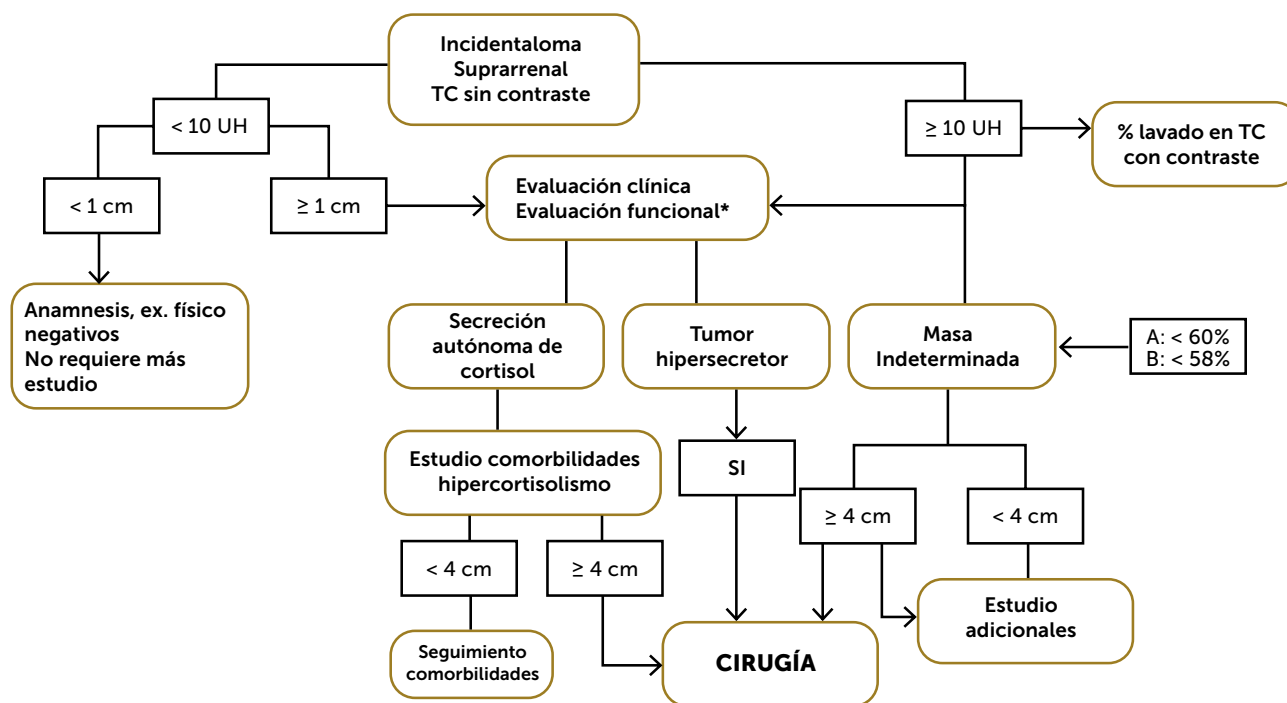 Incidentaloma
Suprarrenal
TC sin contraste
< 10 UH
≥ 10 UH
% lavado en TC
con contraste
< 1 cm
≥ 1 cm
Evaluación clínica
Evaluación funcional*
Anamnesis, ex. físico
negativos
No requiere más
estudio
Secreción
autónoma de
cortisol
Tumor
hipersecretor
Masa
Indeterminada
A: < 60%
B: < 58%
Estudio comorbilidades
hipercortisolismo
SI
≥ 4 cm
< 4 cm
< 4 cm
≥ 4 cm
Estudio
adicionales
Seguimiento
comorbilidades
CIRUGÍA